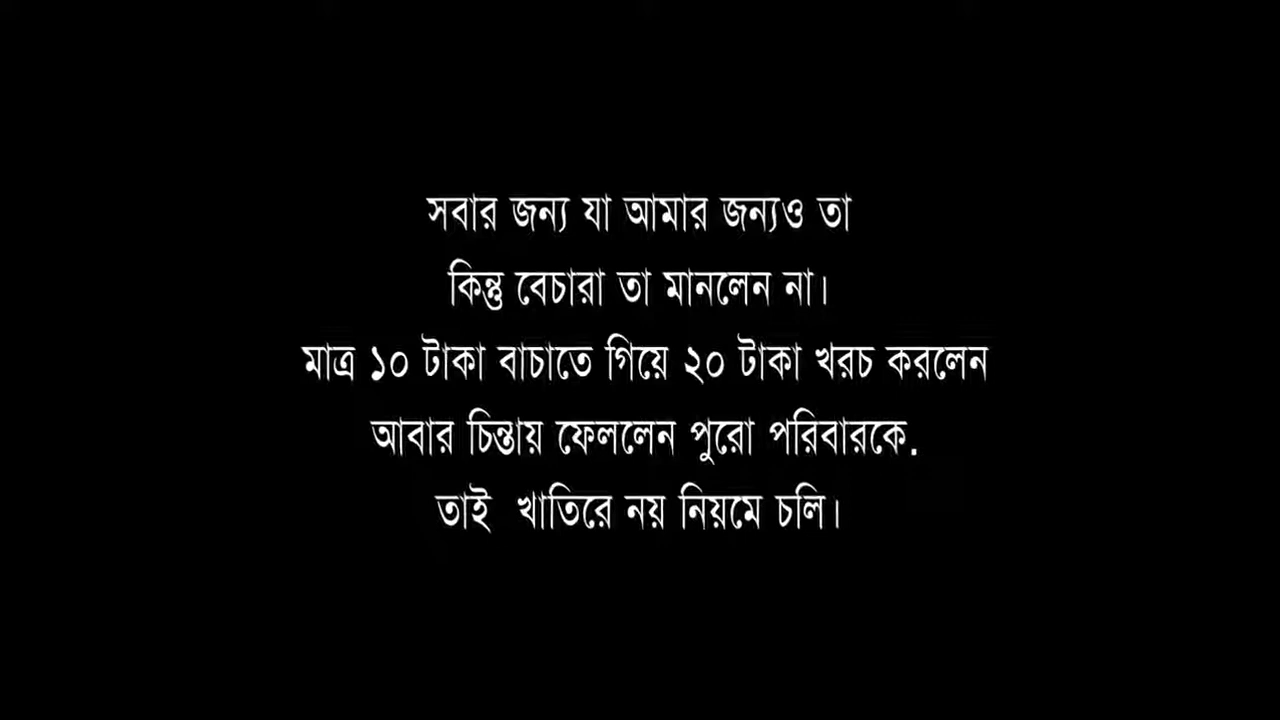 সবার জন্য যা আমার জন্যও তা
কিন্তু বেচারা তা মানলেন না।
মাত্র ১০ টাকা বাচাতে গিয়ে ২০ টাকা খরচ করলেন
আবার চিন্তায় ফেললেন পুরো পরিবারকে.
তাই  খাতিরে নয় নিয়মে চলি।